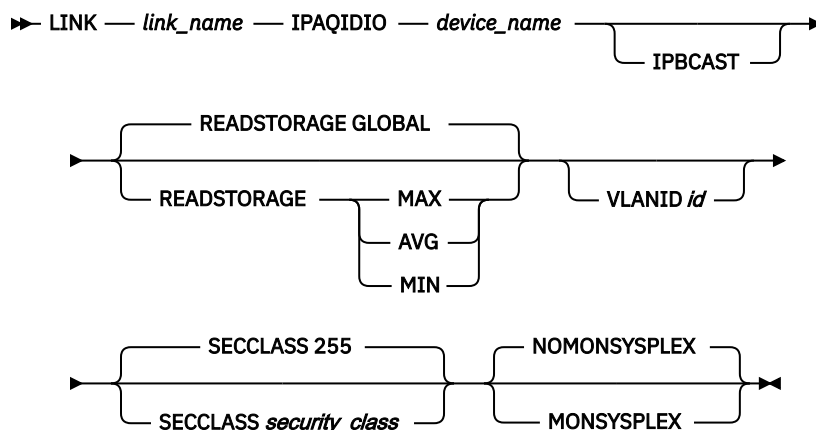 LINK link_name IPAQIDIO device_name
IPBCAST
READSTORAGE GLOBAL
READSTORAGE MAX
AVG
MIN
VLANID id
SECCLASS 255
SECCLASS security_class
NOMONSYSPLEX
MONSYSPLEX